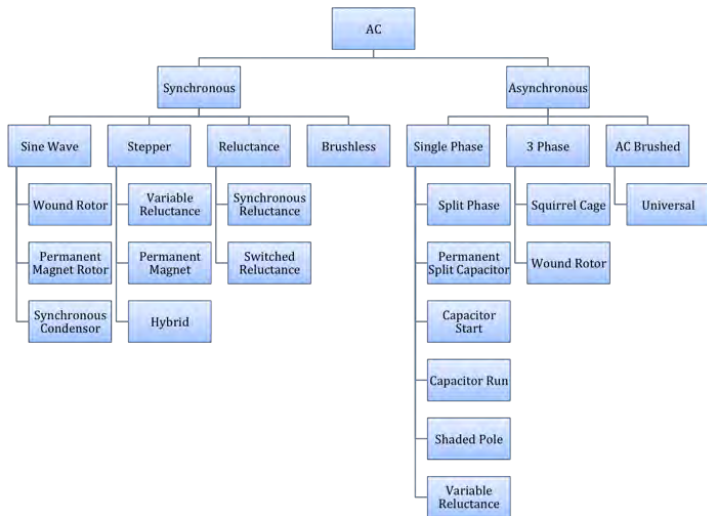 AC
Synchronous
Asynchronous
Sine Wave
Stepper
Reluctance
Brushless
Single Phase
3 Phase
AC Brushed
Wound Rotor
Variable
Reluctance
Synchronous
Reluctance
Split Phase
Squirrel Cage
Universal
Permanent
Magnet Rotor
Permanent
Magnet
Switched
Reluctance
Permanent
Split Capacitor
Wound Rotor
Synchronous
Condensor
Hybrid
Capacitor
Start
Capacitor Run
Shaded Pole
Variable
Reluctance